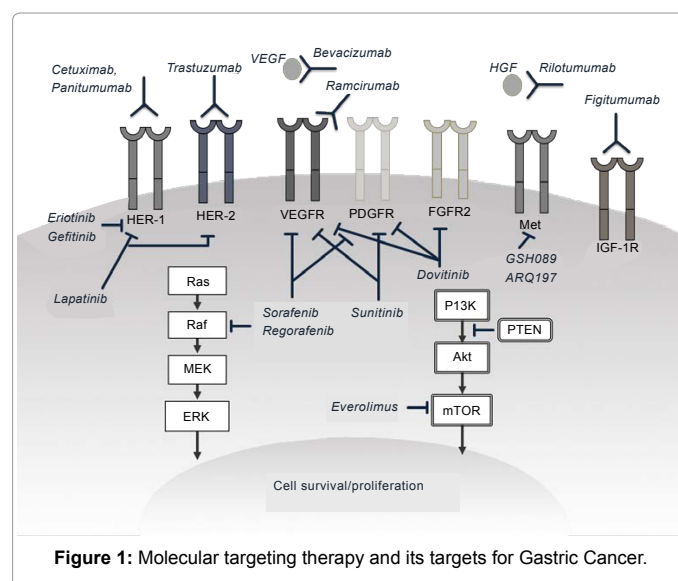 VEGF
Bevacizumab
HGF
Rilotumumab
Cetuximab,
Panitumumab
Trastuzumab
Ramcirumab
Figitumumab
HER-1
HER-2
VEGFR
PDGFR
FGFR2
Met
IGF-1R
Eriotinib
Gefitinib
GSH089
ARQ197
Lapatinib
Dovitinib
Sorafenib
Regorafenib
Sunitinib
Ras
Raf
MEK
ERK
P13K
PTEN
Akt
mTOR
Everolimus
Cell survival/proliferation
Figure 1: Molecular targeting therapy and its targets for Gastric Cancer.